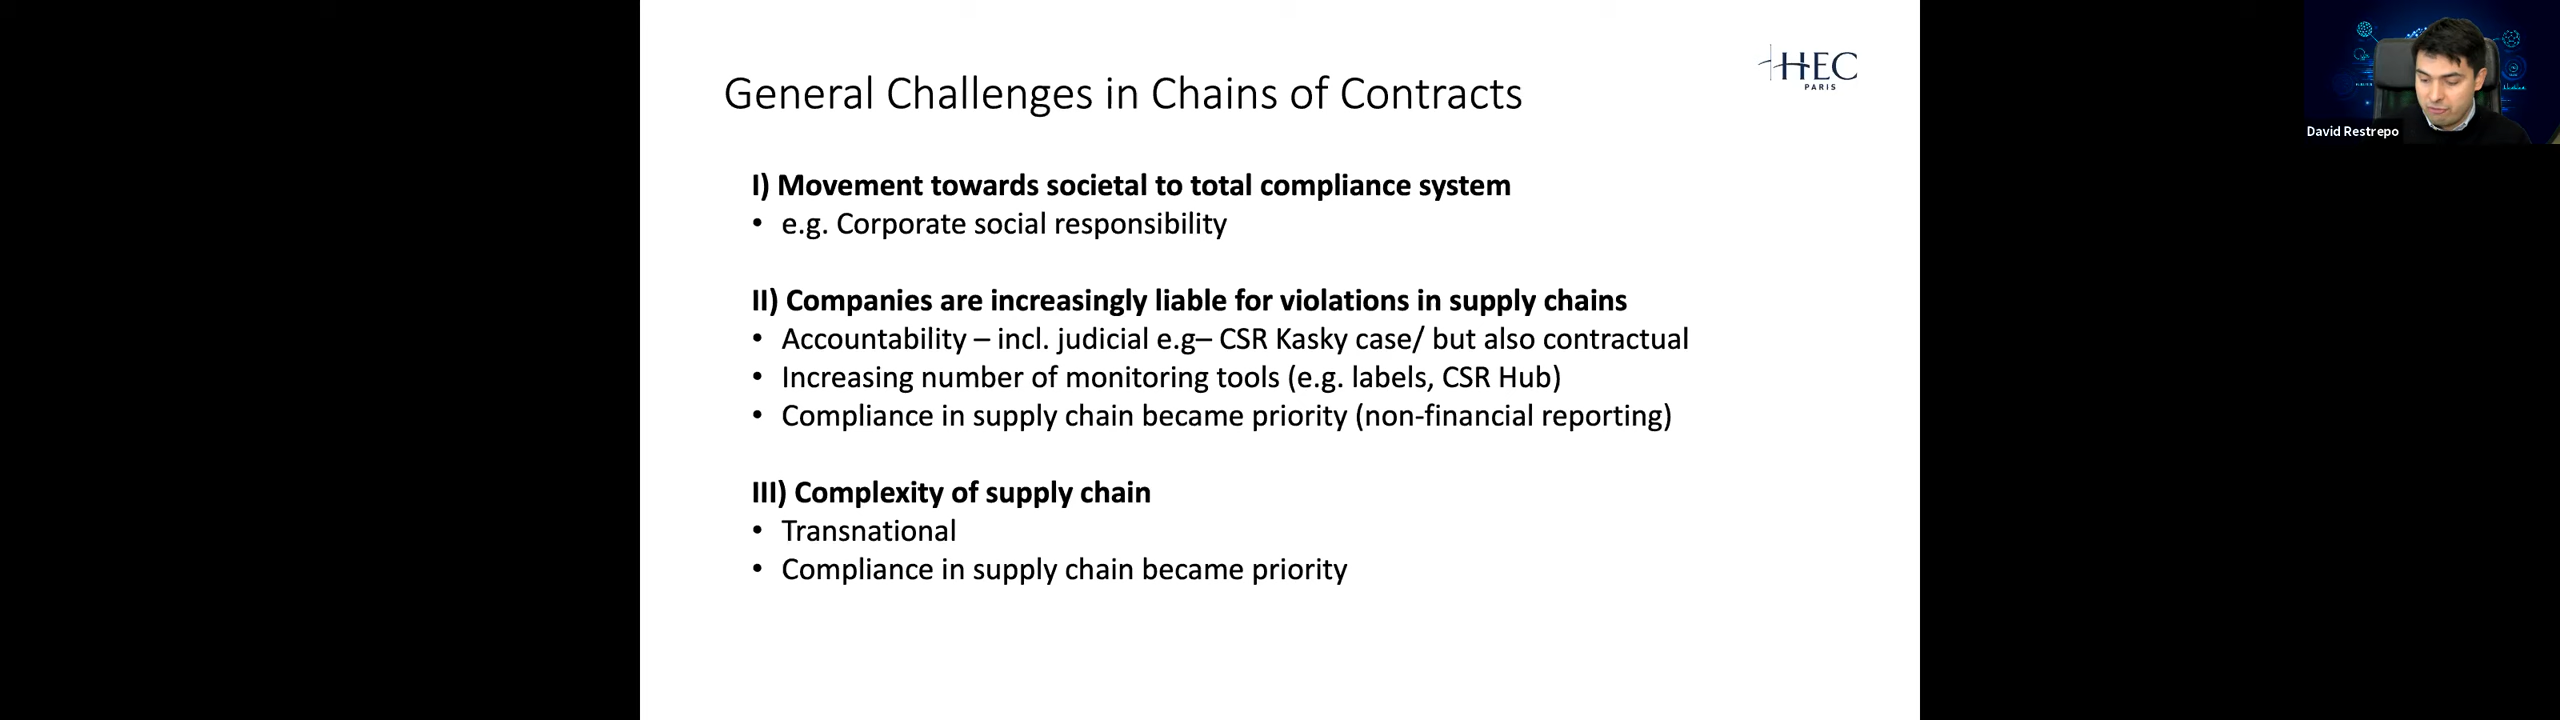 HEC
PARIS
General Challenges in Chains of Contracts
I) Movement towards societal to total compliance system
• e.g. Corporate social responsibility
II) Companies are increasingly liable for violations in supply chains
• Accountability – incl. judicial e.g– CSR Kasky case/ but also contractual
• Increasing number of monitoring tools (e.g. labels, CSR Hub)
• Compliance in supply chain became priority (non-financial reporting)
III) Complexity of supply chain
• Transnational
• Compliance in supply chain became priority
David Restrepo